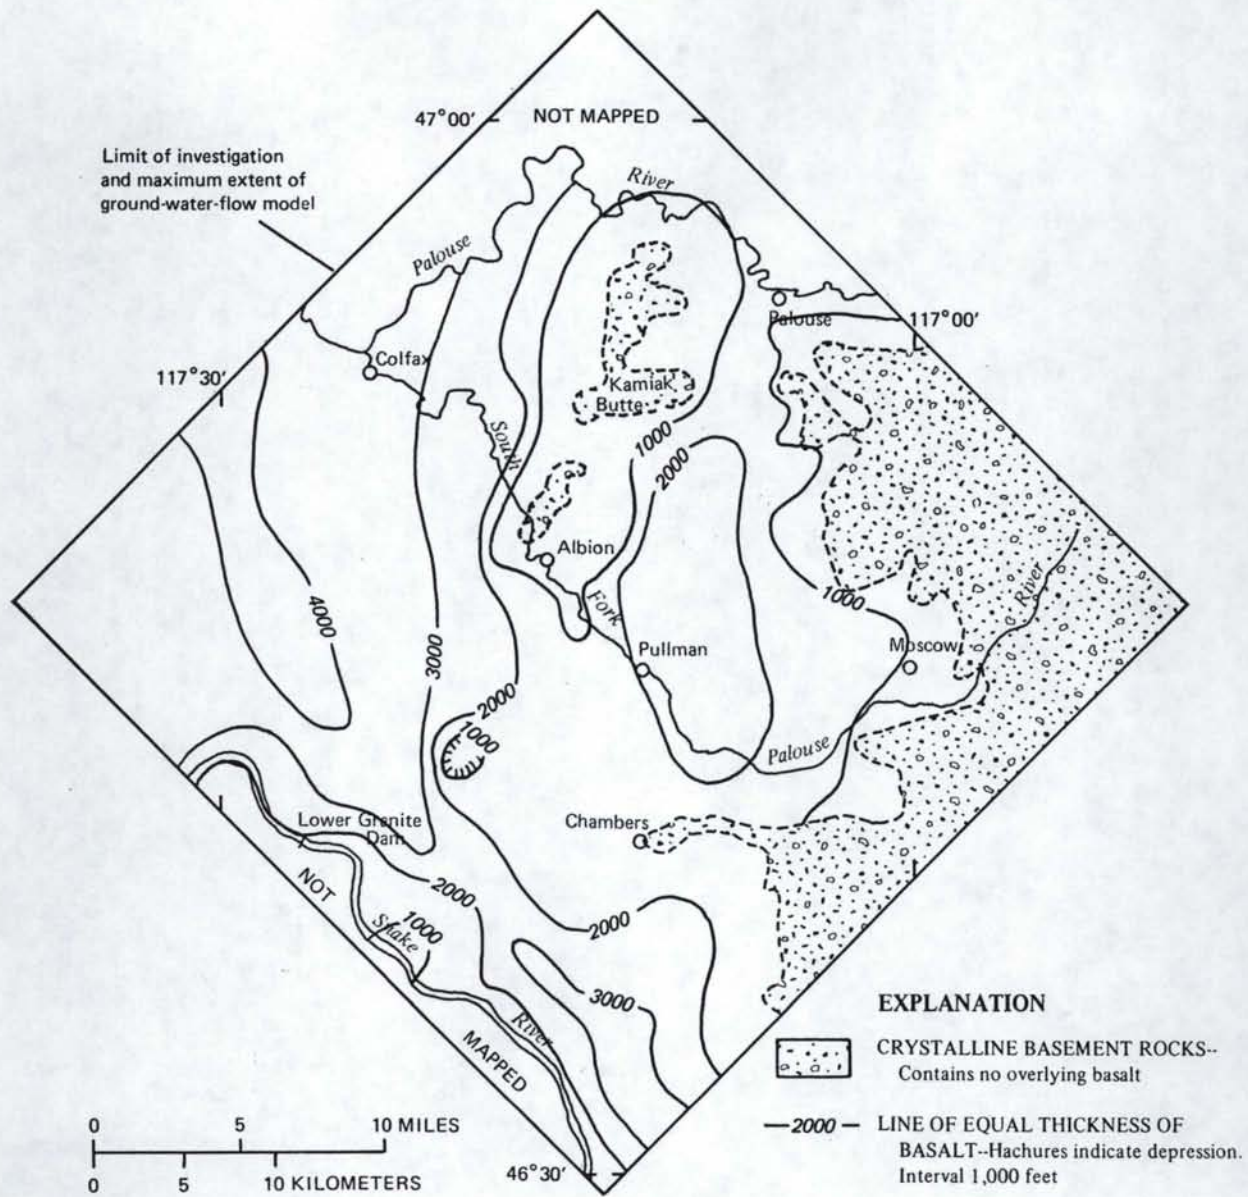 47°00'
NOT MAPPED
Limit of investigation
and maximum extent of
ground-water-flow model
River
Palouse
Palouse
117°00'
Colfax
117°30'
Kamiak
Butte
South
1000
2000
Albion
4000
Fork
1000
River
3000
Pullman
Moscow
2000
1000
Palouse
Lower Granite
Dam
Chambers
NOT
2000
1000
Snake
2000
3000
River
MAPPED
EXPLANATION
CRYSTALLINE BASEMENT ROCKS--
Contains no overlying basalt
2000
LINE OF EQUAL THICKNESS OF
BASALT--Hachures indicate depression.
Interval 1,000 feet
0 5 10 MILES
0 5 10 KILOMETERS
46°30'